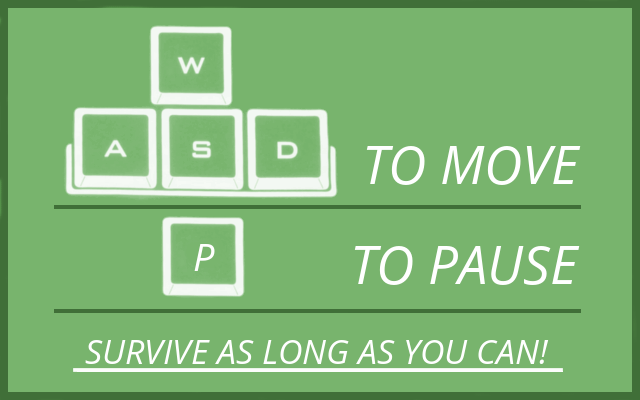 W
A S D TO MOVE
P TO PAUSE
SURVIVE AS LONG AS YOU CAN!